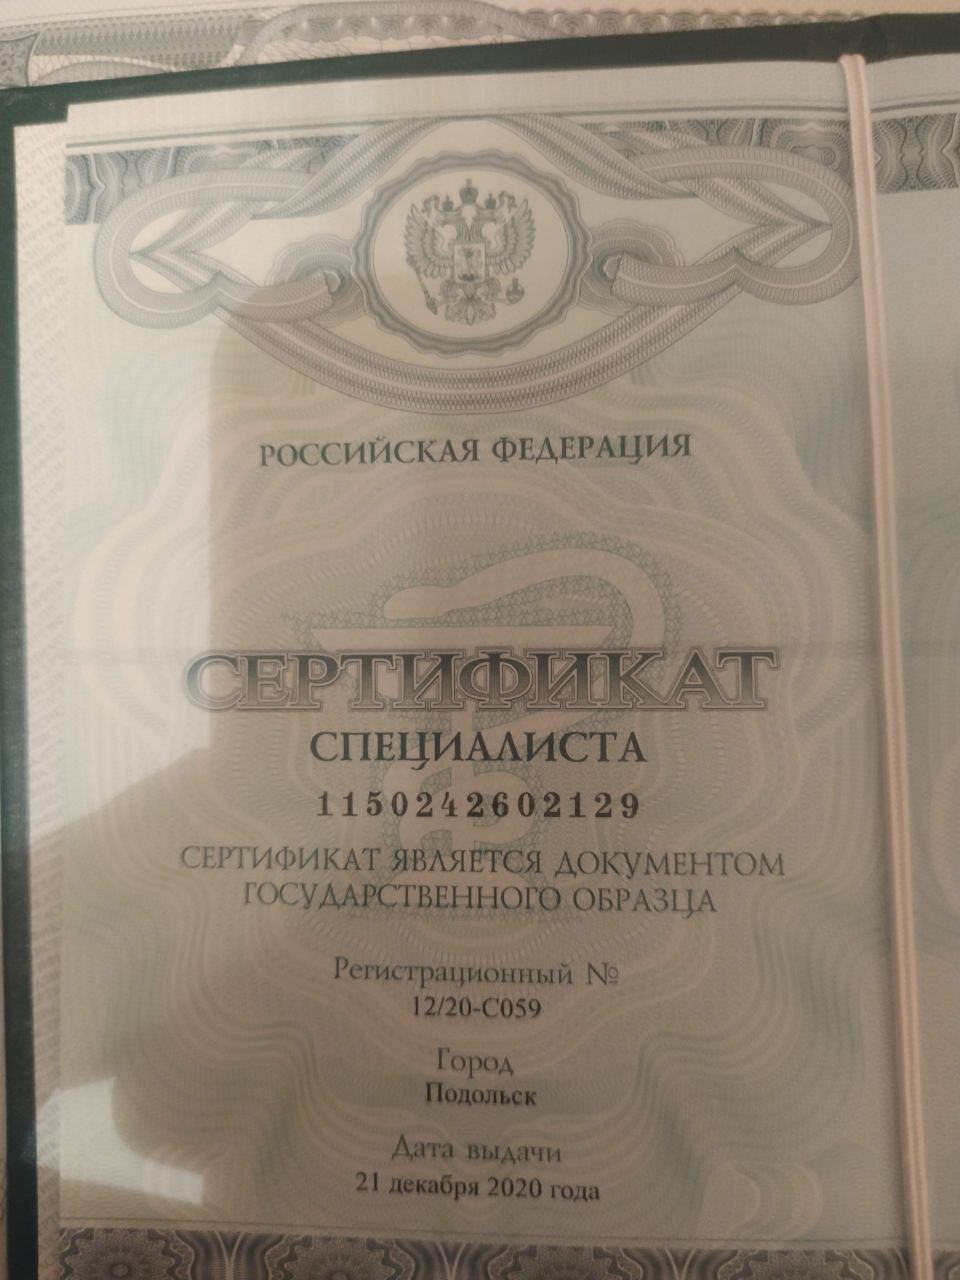 РОССИЙСКАЯ ФЕДЕРАЦИЯ
СЕРТИФИКАТ
СПЕЦИАЛИСТА
1150242602129
СЕРТИФИКАТ ЯВЛЯЕТСЯ ДОКУМЕНТОМ
ГОСУДАРСТВЕННОГО ОБРАЗЦА
Регистрационный №
12/20-С059
Город
Подольск
Дата выдачи
21 декабря 2020 года